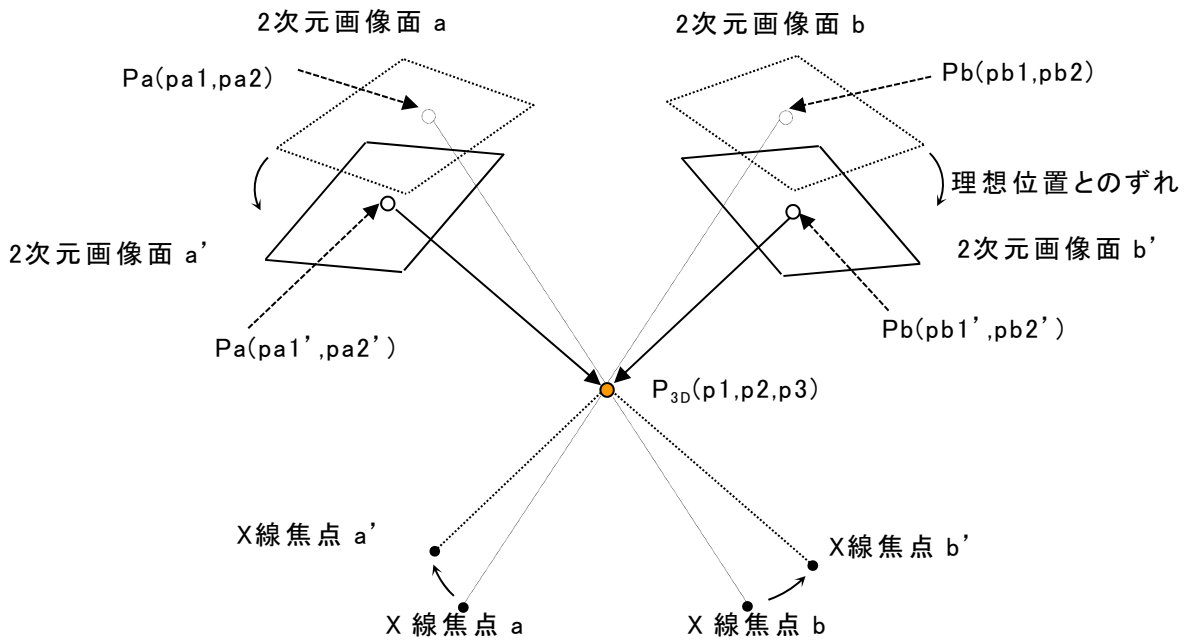 2次元画像面 a
2次元画像面 b
Pa(pa1,pa2)
Pb(pb1,pb2)
理想位置とのずれ
2次元画像面 a’
2次元画像面 b’
Pa(pa1’,pa2’)
Pb(pb1’,pb2’)
P3D(p1,p2,p3)
X線焦点 a’
X線焦点 b’
X 線焦点 a
X 線焦点 b